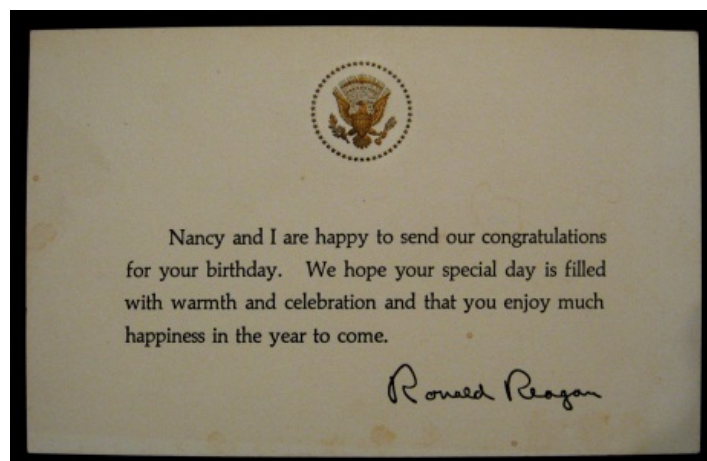 Nancy and I are happy to send our congratulations
for your birthday. We hope your special day is filled
with warmth and celebration and that you enjoy much
happiness in the year to come.
Ronald Reagan